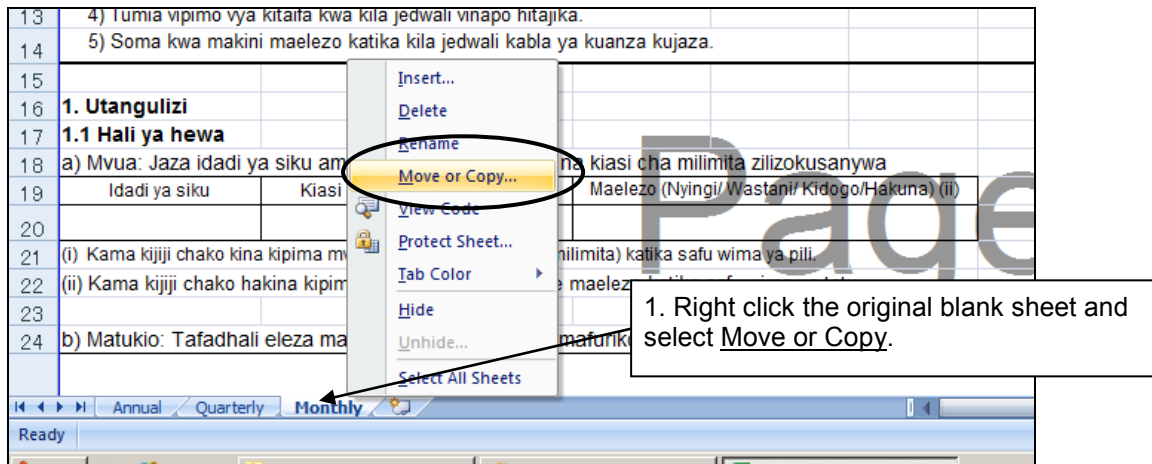 13 4) Tumia vipimo vya kitaifa kwa kila jedwali vinapo hitajika.
14 5) Soma kwa makini maelezo katika kila jedwali kabla ya kuanza kujaza.
15
16 1. Utangulizi
17 1.1 Hali ya hewa
18 a) Mvua: Jaza idadi ya siku na kiasi cha milimita zilizokusanywa
19 Idadi ya siku Kiasi Maelezo (Nyingi/ Wastani/ Kidogo/Hakuna) (ii)
20
21 (i) Kama kijiji chako kina kipima milimita) katika safu wima ya pili.
22 (ii) Kama kijiji chako hakina
23
24 b) Matukio: Tafadhali eleza
Insert...
Delete
Rename
Move or Copy...
View Code
Protect Sheet...
Tab Color
Hide
Unhide...
Select All Sheets
Page
1. Right click the original blank sheet and
select Move or Copy.
Annual Quarterly Monthly
Ready